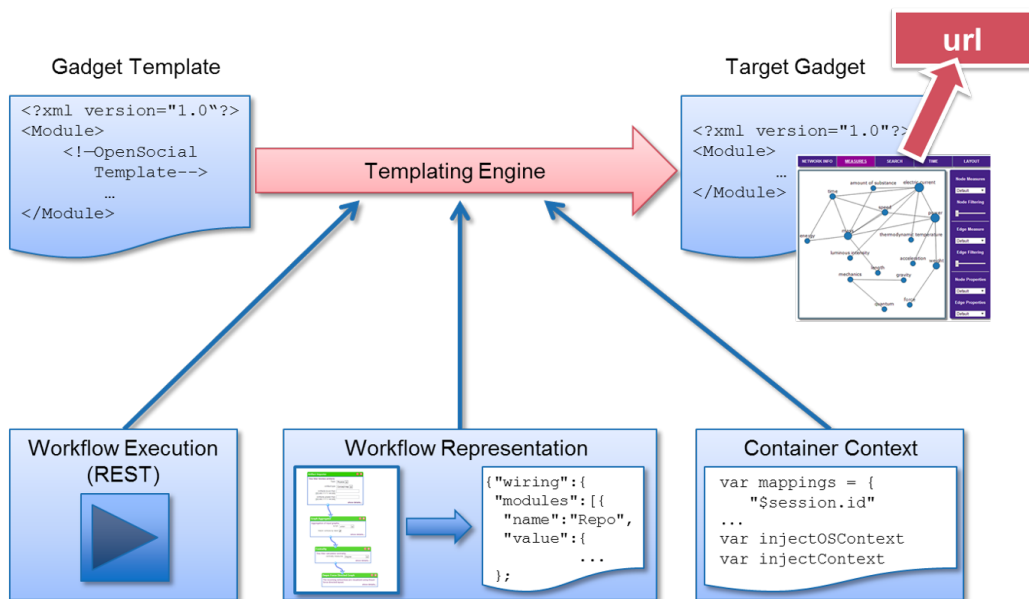 url
Gadget Template
Target Gadget
<?xml version="1.0“?>
<Module>
<!—OpenSocial
Template-->
…
</Module>
Templating Engine
<?xml version="1.0"?>
<Module>
…
</Module>
NETWORK INFO
MEASURES
SEARCH
TIME
LAYOUT
amount of substance
electric current
time
speed
power
mass
energy
thermodynamic temperature
luminous intensity
acceleration
weight
length
mechanics
gravity
quantum
force
Node Measure
Default
Node Filtering
Edge Measure
Default
Edge Filtering
Node Properties
Default
Edge Properties
Default
Workflow Execution
(REST)
Workflow Representation
{"wiring":{
"modules":[{
"name":"Repo",
"value":{
...
};
Container Context
var mappings = {
"$session.id"
...
var injectOSContext
var injectContext